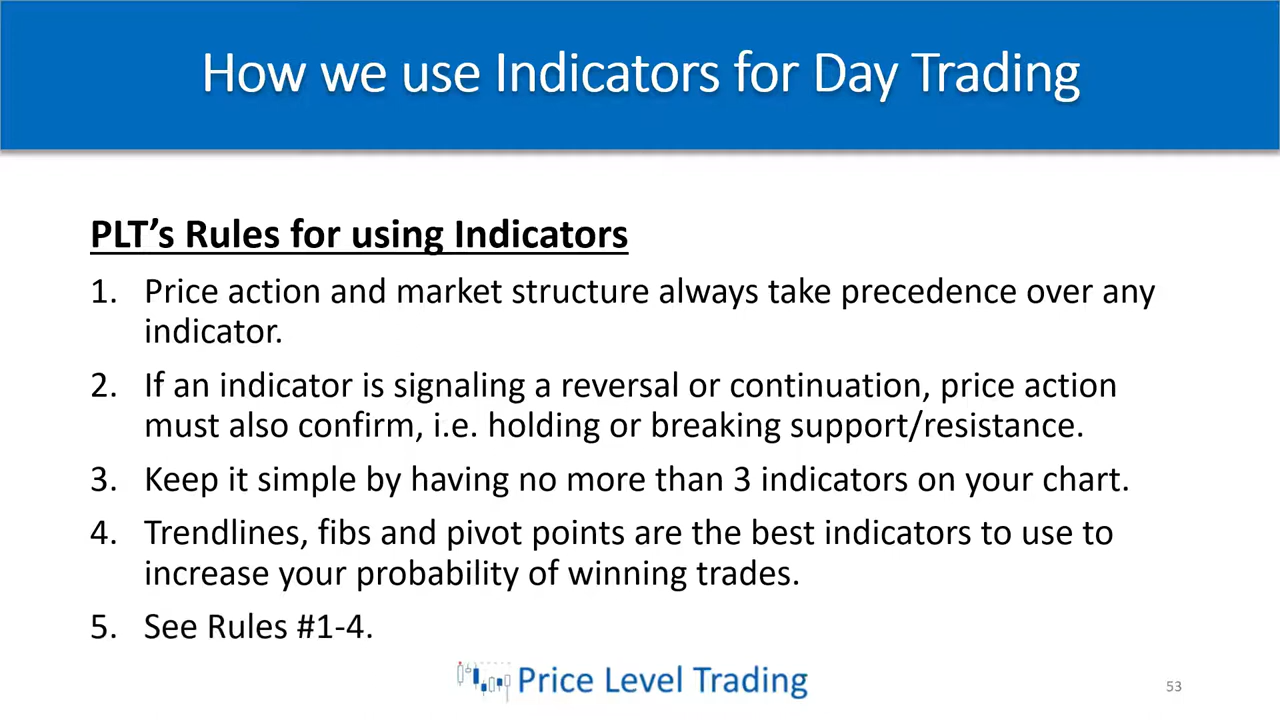 How we use Indicators for Day Trading
PLT’s Rules for using Indicators
1. Price action and market structure always take precedence over any
indicator.
2. If an indicator is signaling a reversal or continuation, price action
must also confirm, i.e. holding or breaking support/resistance.
3. Keep it simple by having no more than 3 indicators on your chart.
4. Trendlines, fibs and pivot points are the best indicators to use to
increase your probability of winning trades.
5. See Rules #1-4.
Price Level Trading
53